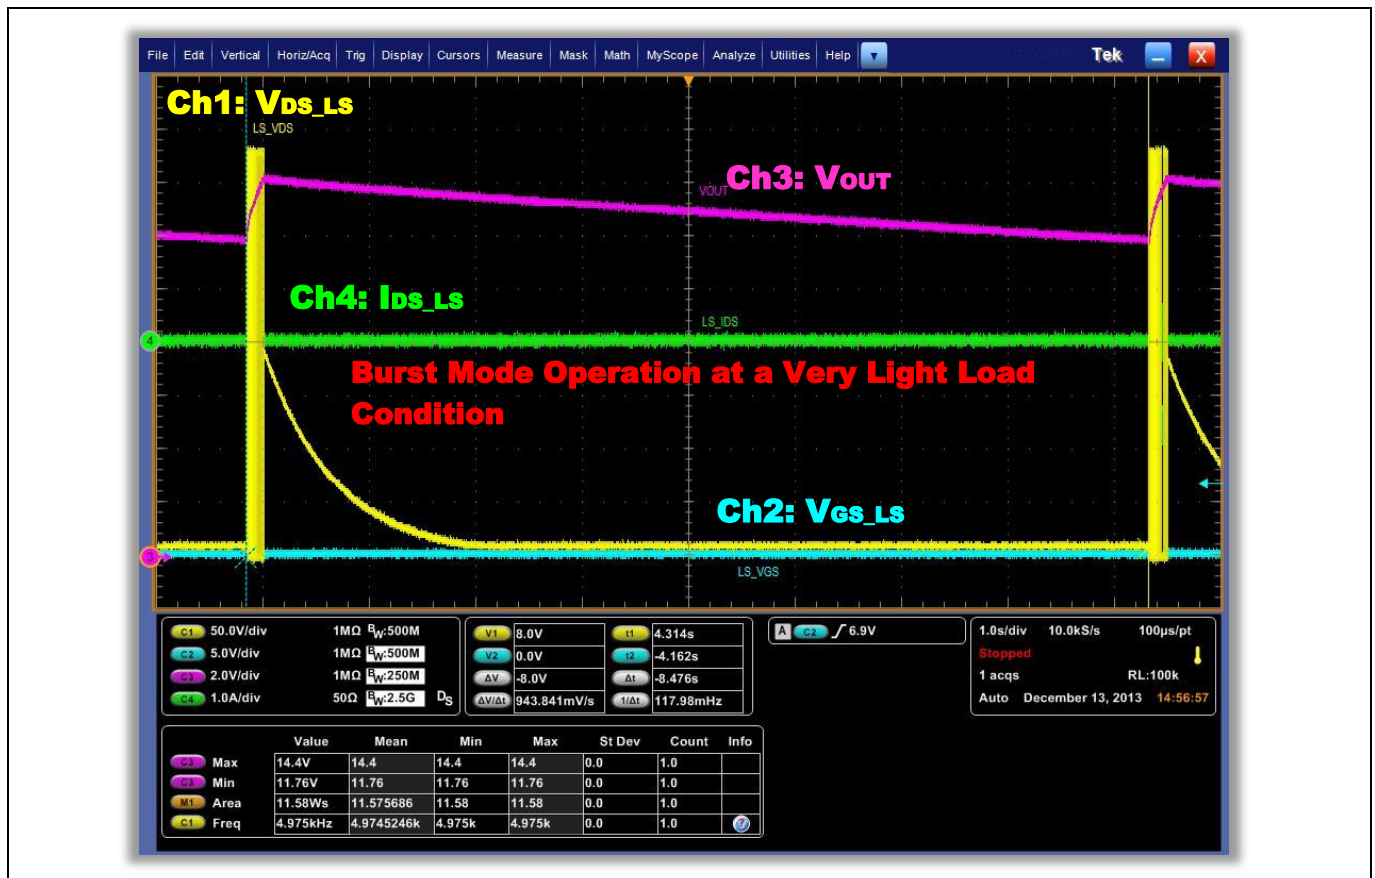 File Edit Vertical Horiz/Acq Trig Display Cursors Measure Mask Math MyScope Analyze Utilities Help Tek X
Ch1: VDS_LS
LS_VDS
Ch3: VOUT
VOUT
Ch4: IDS_LS
LS_IDS
4
Burst Mode Operation at a Very Light Load
Condition
Ch2: VGS_LS
3
LS_VGS
C1 50.0V/div 1MΩ BW:500M
C2 5.0V/div 1MΩ BW:500M
C3 2.0V/div 1MΩ BW:250M
C4 1.0A/div 50Ω BW:2.5G DS
V1 8.0V t1 4.314s
V2 0.0V t2 -4.162s
ΔV -8.0V Δt -8.476s
ΔV/Δt 943.841mV/s 1/Δt 117.98mHz
A C2 6.9V
1.0s/div 10.0kS/s 100µs/pt
Stopped
1 acqs RL:100k
Auto December 13, 2013 14:56:57
Value Mean Min Max St Dev Count Info
C3 Max 14.4V 14.4 14.4 14.4 0.0 1.0
C3 Min 11.76V 11.76 11.76 11.76 0.0 1.0
M1 Area 11.58Ws 11.575686 11.58 11.58 0.0 1.0
C1 Freq 4.975kHz 4.9745246k 4.975k 4.975k 0.0 1.0